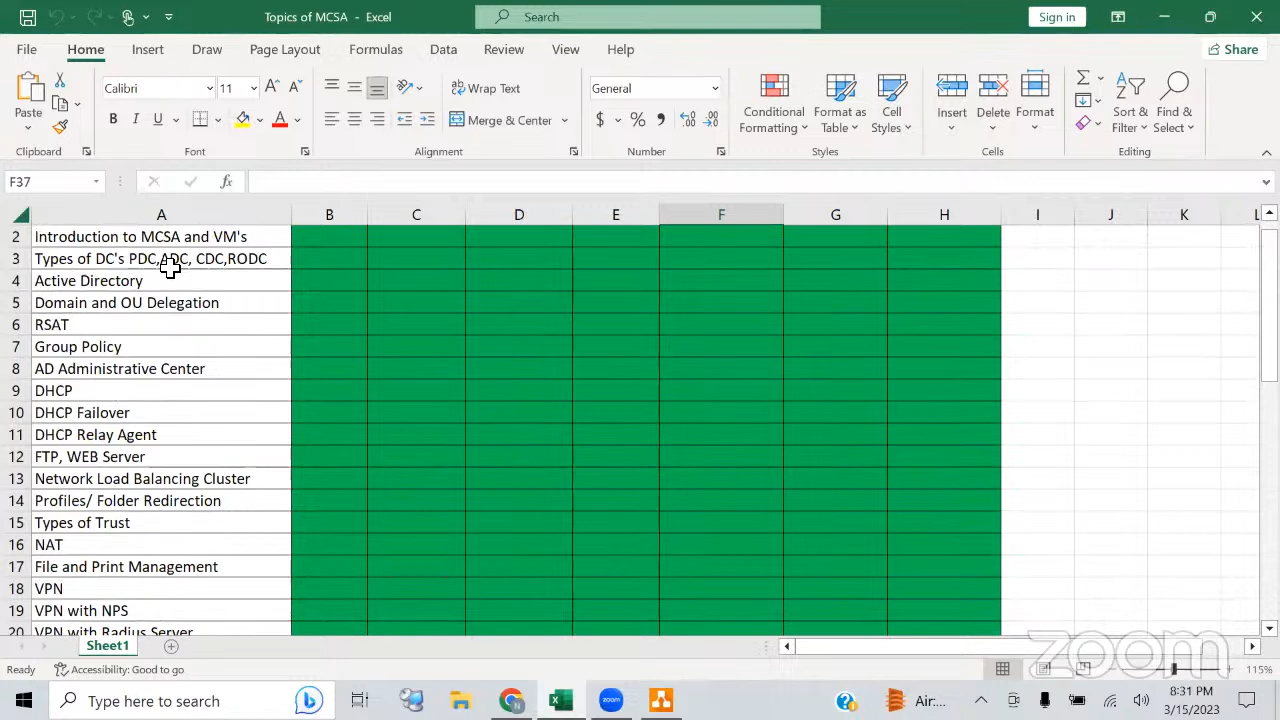 Topics of MCSA - Excel
Search
Sign in
File Home Insert Draw Page Layout Formulas Data Review View Help
Share
Paste
Calibri 11
B I U
Wrap Text
Merge & Center
General
$ % ,
Conditional Formatting
Format as Table
Cell Styles
Insert
Delete
Format
Sort & Filter
Find & Select
Clipboard Font Alignment Number Styles Cells Editing
F37 fx
A B C D E F G H I J K L
2 Introduction to MCSA and VM's
3 Types of DC's PDC,ADC, CDC,RODC
4 Active Directory
5 Domain and OU Delegation
6 RSAT
7 Group Policy
8 AD Administrative Center
9 DHCP
10 DHCP Failover
11 DHCP Relay Agent
12 FTP, WEB Server
13 Network Load Balancing Cluster
14 Profiles/ Folder Redirection
15 Types of Trust
16 NAT
17 File and Print Management
18 VPN
19 VPN with NPS
20 VPN with Radius Server
Sheet1
zoom
Ready Accessibility: Good to go 115%
Type here to search
zoom
Air...
8:31 PM
3/15/2023